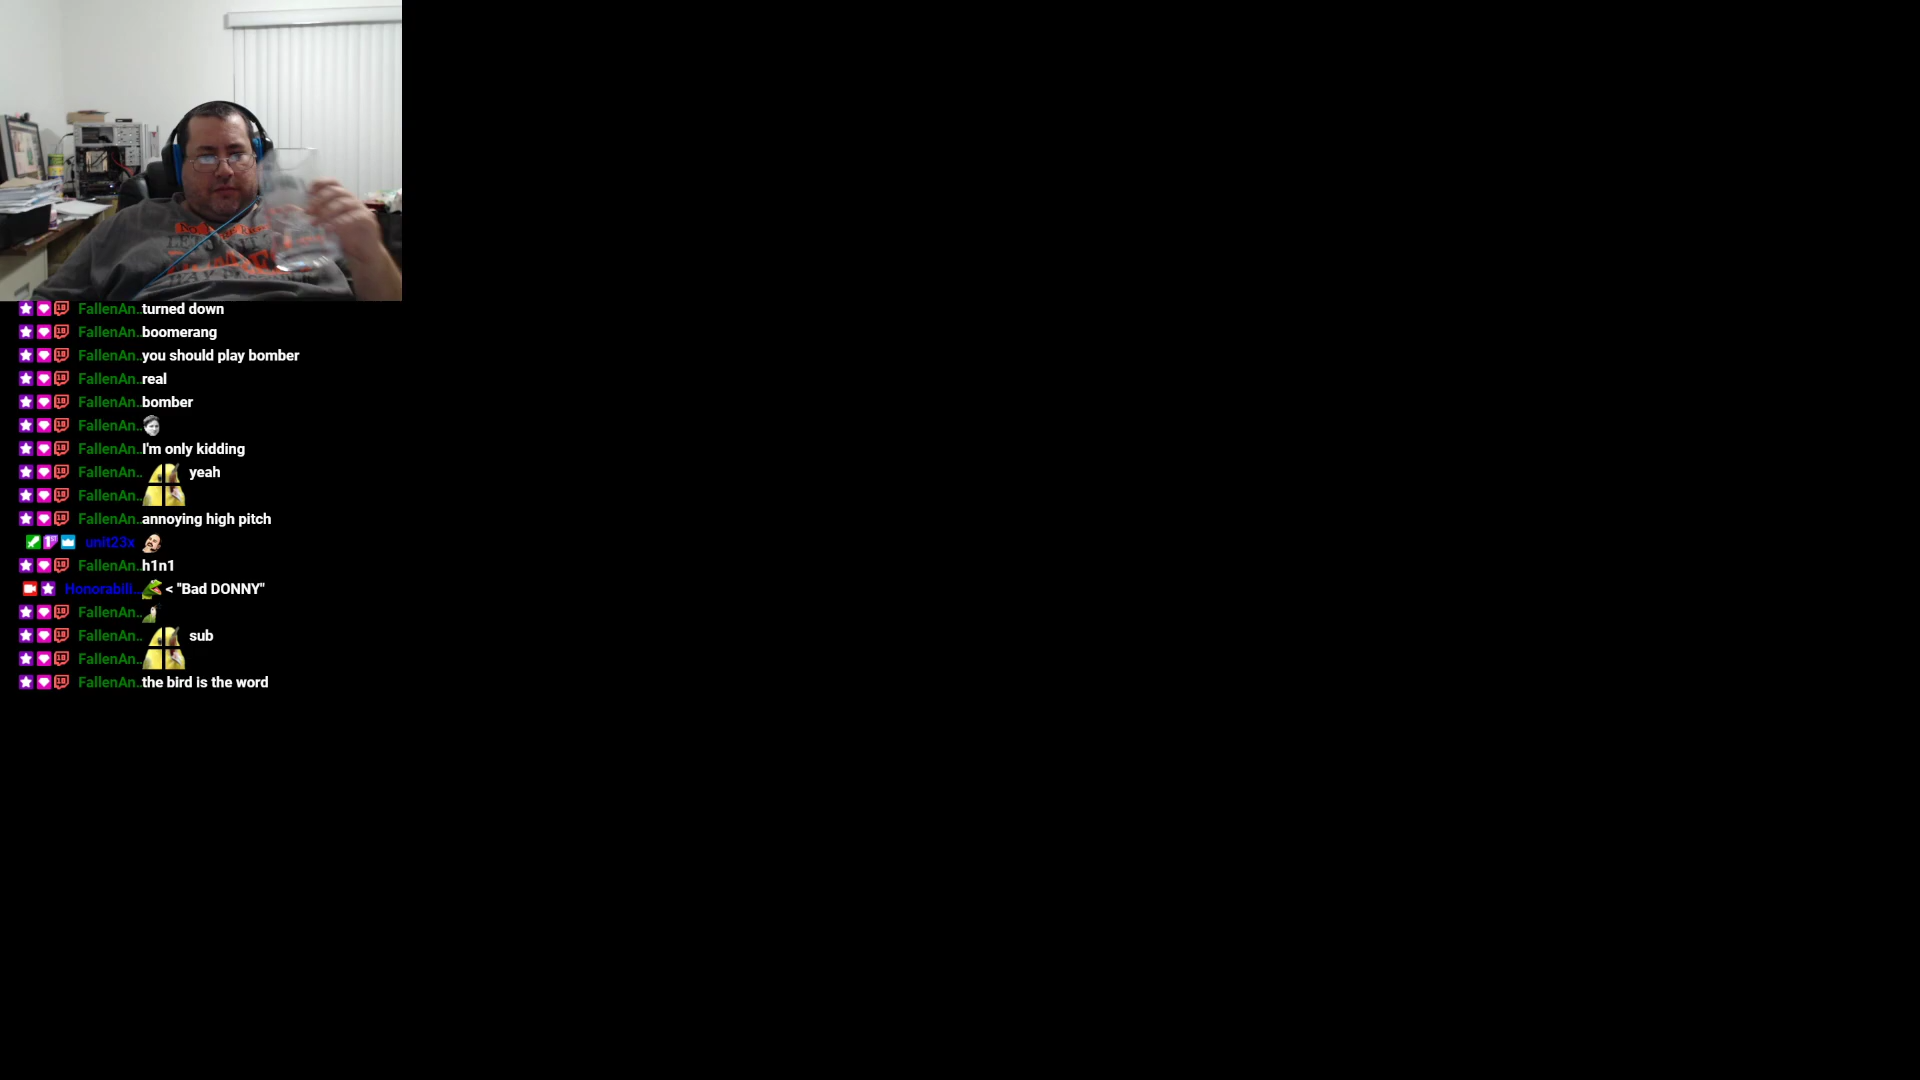 FallenAn..turned down
FallenAn..boomerang
FallenAn..you should play bomber
FallenAn..real
FallenAn..bomber
FallenAn..
FallenAn..I'm only kidding
FallenAn.. yeah
FallenAn..
FallenAn..annoying high pitch
unit23x
FallenAn..h1n1
Honorabili... < "Bad DONNY"
FallenAn..
FallenAn.. sub
FallenAn..
FallenAn..the bird is the word